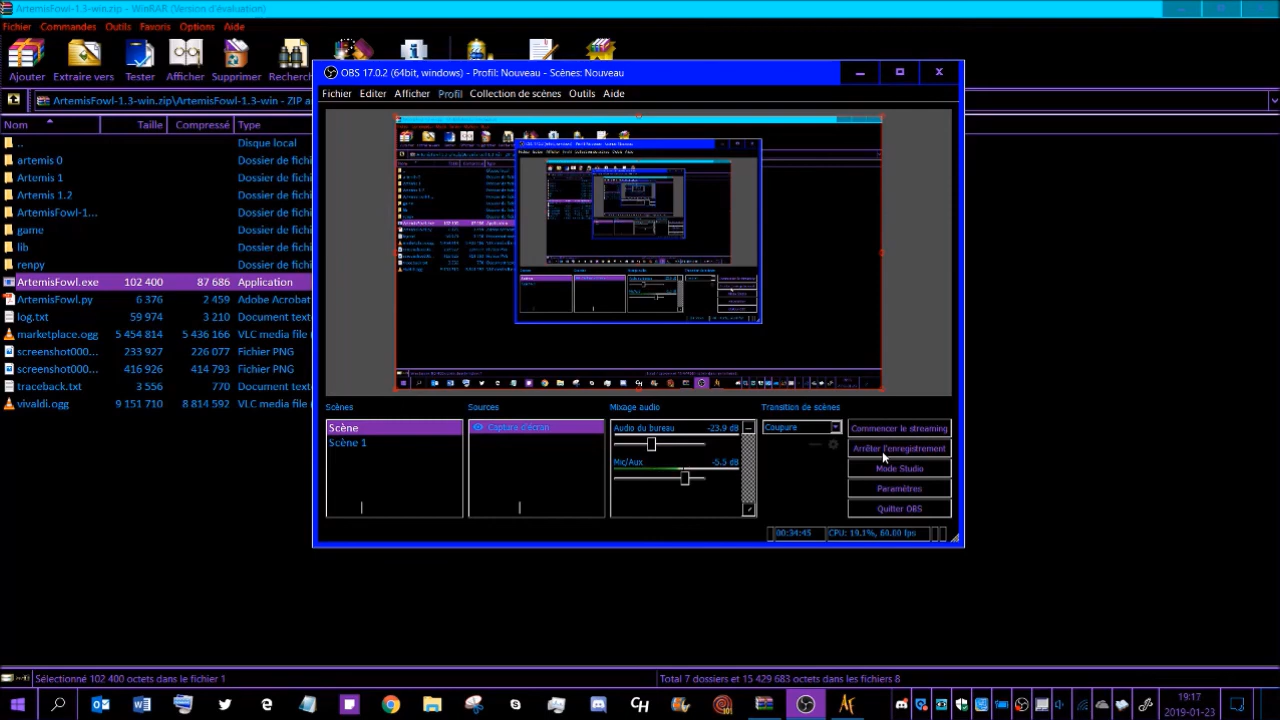 ArtemisFowl-1.3-win.zip - WinRAR (Version d'évaluation)
Fichier Commandes Outils Favoris Options Aide
Ajouter Extraire vers Tester Afficher Supprimer Recherch
ArtemisFowl-1.3-win.zip\ArtemisFowl-1.3-win - ZIP a
Nom Taille Compressé Type
.. Disque local
artemis 0 Dossier de fichi
Artemis 1 Dossier de fichi
Artemis 1.2 Dossier de fichi
ArtemisFowl-1... Dossier de fichi
game Dossier de fichi
lib Dossier de fichi
renpy Dossier de fichi
ArtemisFowl.exe 102 400 87 686 Application
ArtemisFowl.py 6 376 2 459 Adobe Acrobat
log.txt 59 974 3 210 Document text
marketplace.ogg 5 454 814 5 436 166 VLC media file (
screenshot000... 233 927 226 077 Fichier PNG
screenshot000... 416 926 414 793 Fichier PNG
traceback.txt 3 556 770 Document text
vivaldi.ogg 9 151 710 8 814 592 VLC media file (
OBS 17.0.2 (64bit, windows) - Profil: Nouveau - Scènes: Nouveau
Fichier Editer Afficher Profil Collection de scènes Outils Aide
Scènes Sources Mixage audio Transition de scènes
Scène
Scène 1
Capture d'écran
Audio du bureau -23.9 dB
Mic/Aux -5.5 dB
Coupure
Commencer le streaming
Arrêter l'enregistrement
Mode Studio
Paramètres
Quitter OBS
00:34:45 CPU: 19.1%, 60.00 fps
Sélectionné 102 400 octets dans le fichier 1 Total 7 dossiers et 15 429 683 octets dans les fichiers 8
19:17
2019-01-23